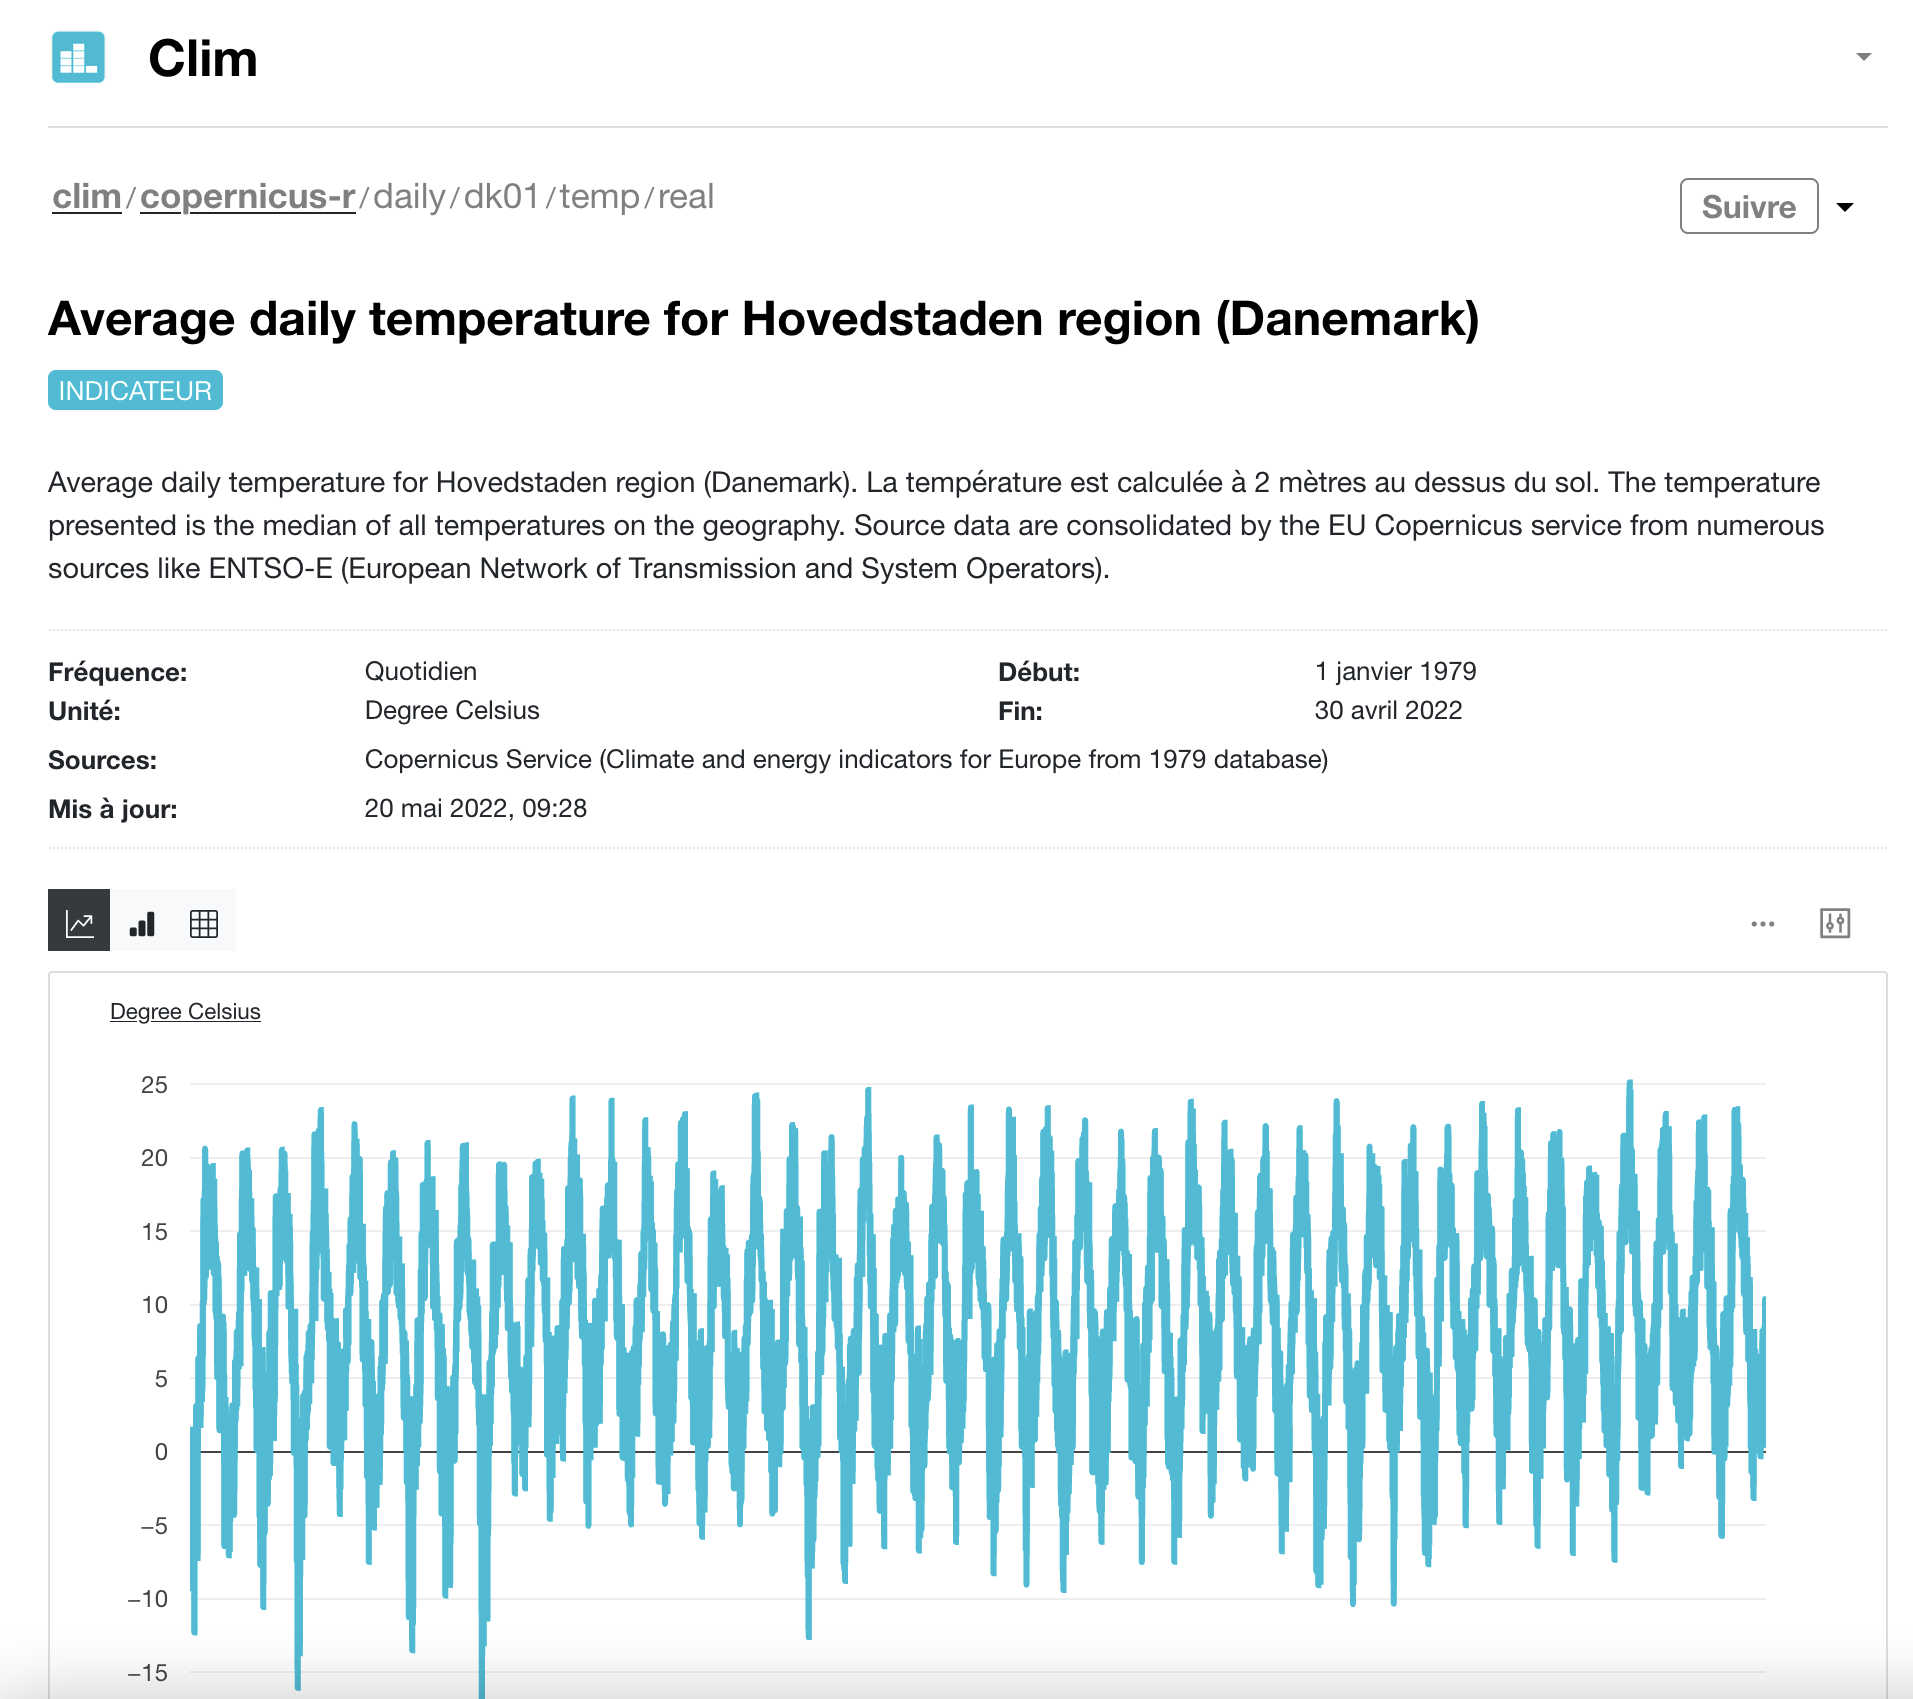 Clim
clim/copernicus-r/daily/dk01/temp/real
Suivre
Average daily temperature for Hovedstaden region (Danemark)
INDICATEUR
Average daily temperature for Hovedstaden region (Danemark). La température est calculée à 2 mètres au dessus du sol. The temperature
presented is the median of all temperatures on the geography. Source data are consolidated by the EU Copernicus service from numerous
sources like ENTSO-E (European Network of Transmission and System Operators).
Fréquence: Quotidien Début: 1 janvier 1979
Unité: Degree Celsius Fin: 30 avril 2022
Sources: Copernicus Service (Climate and energy indicators for Europe from 1979 database)
Mis à jour: 20 mai 2022, 09:28
Degree Celsius
25
20
15
10
5
0
−5
−10
−15